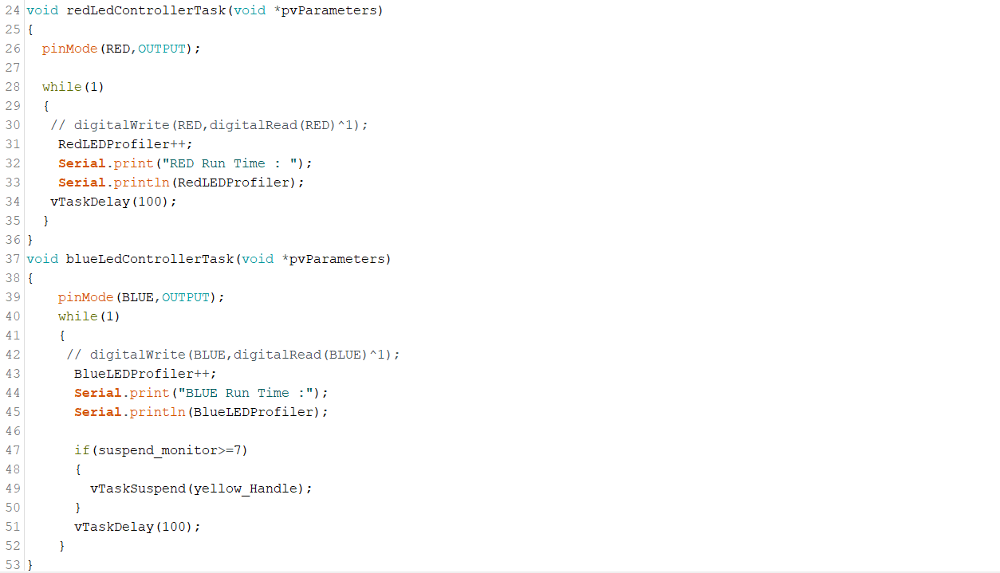 24 void redLedControllerTask(void *pvParameters)
25 {
26   pinMode(RED,OUTPUT);
27
28   while(1)
29   {
30    // digitalWrite(RED,digitalRead(RED)^1);
31     RedLEDProfiler++;
32     Serial.print("RED Run Time : ");
33     Serial.println(RedLEDProfiler);
34    vTaskDelay(100);
35   }
36 }
37 void blueLedControllerTask(void *pvParameters)
38 {
39     pinMode(BLUE,OUTPUT);
40     while(1)
41     {
42      // digitalWrite(BLUE,digitalRead(BLUE)^1);
43       BlueLEDProfiler++;
44       Serial.print("BLUE Run Time :");
45       Serial.println(BlueLEDProfiler);
46
47       if(suspend_monitor>=7)
48       {
49         vTaskSuspend(yellow_Handle);
50       }
51       vTaskDelay(100);
52     }
53 }